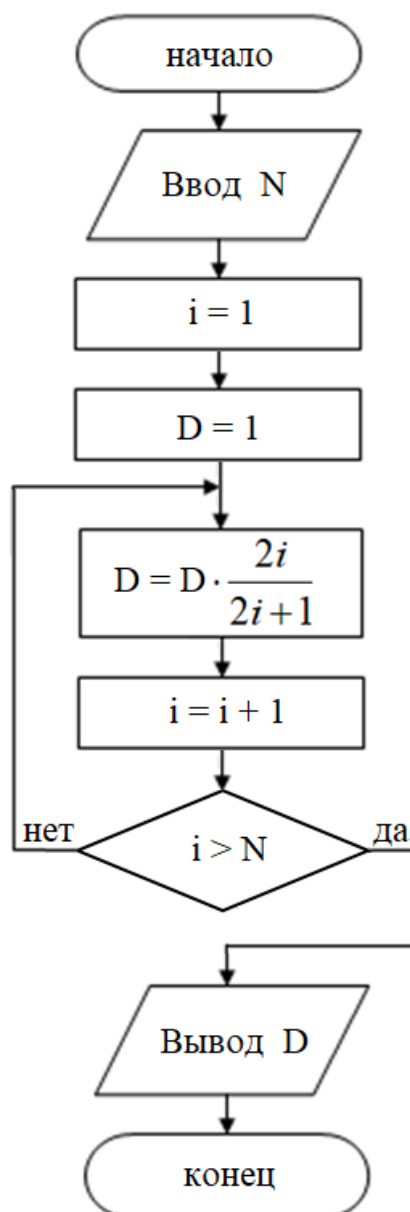 начало
Ввод N
i = 1
D = 1
D = D · 2i / 2i + 1
i = i + 1
нет
i > N
да
Вывод D
конец